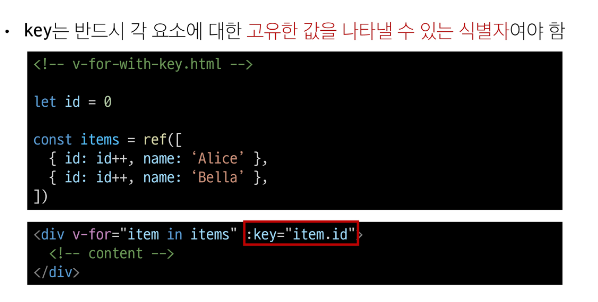 • key는 반드시 각 요소에 대한 고유한 값을 나타낼 수 있는 식별자여야 함
<!-- v-for-with-key.html -->
let id = 0
const items = ref([
  { id: id++, name: ‘Alice’ },
  { id: id++, name: ‘Bella’ },
])
<div v-for="item in items" :key="item.id">
  <!-- content -->
</div>